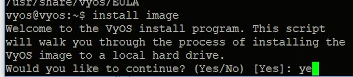 /usr/share/vyos/EULA
vyos@vyos:~$ install image
Welcome to the VyOS install program. This script
will walk you through the process of installing the
VyOS image to a local hard drive.
Would you like to continue? (Yes/No) [Yes]: ye